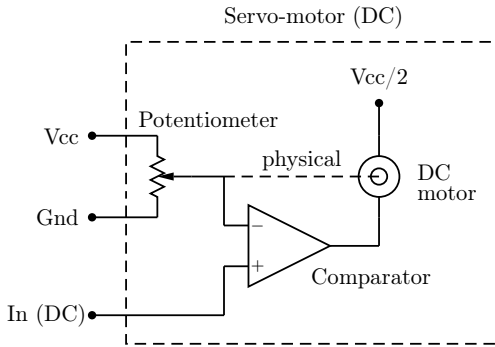 Servo-motor (DC)
Vcc/2
Potentiometer
Vcc
physical
DC
motor
Gnd
−
+
Comparator
In (DC)